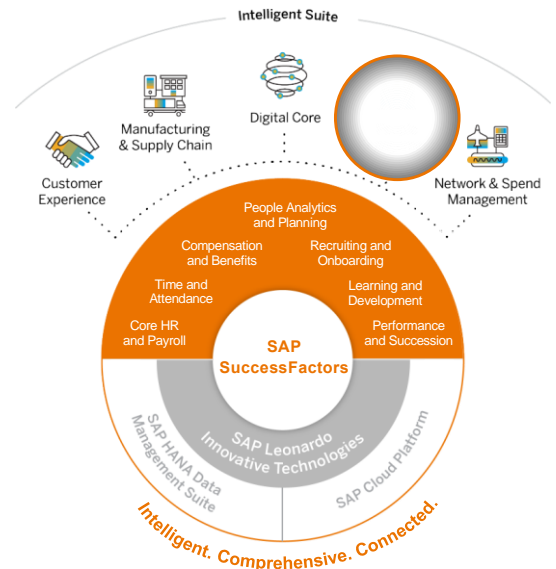 Intelligent Suite
Digital Core
Manufacturing
& Supply Chain
Customer
Experience
Network & Spend
Management
People Analytics
and Planning
Compensation
and Benefits
Recruiting and
Onboarding
Time and
Attendance
Learning and
Development
Core HR
and Payroll
Performance
and Succession
SAP
SuccessFactors
SAP Leonardo
Innovative Technologies
SAP HANA Data
Management Suite
SAP Cloud Platform
Intelligent. Comprehensive. Connected.